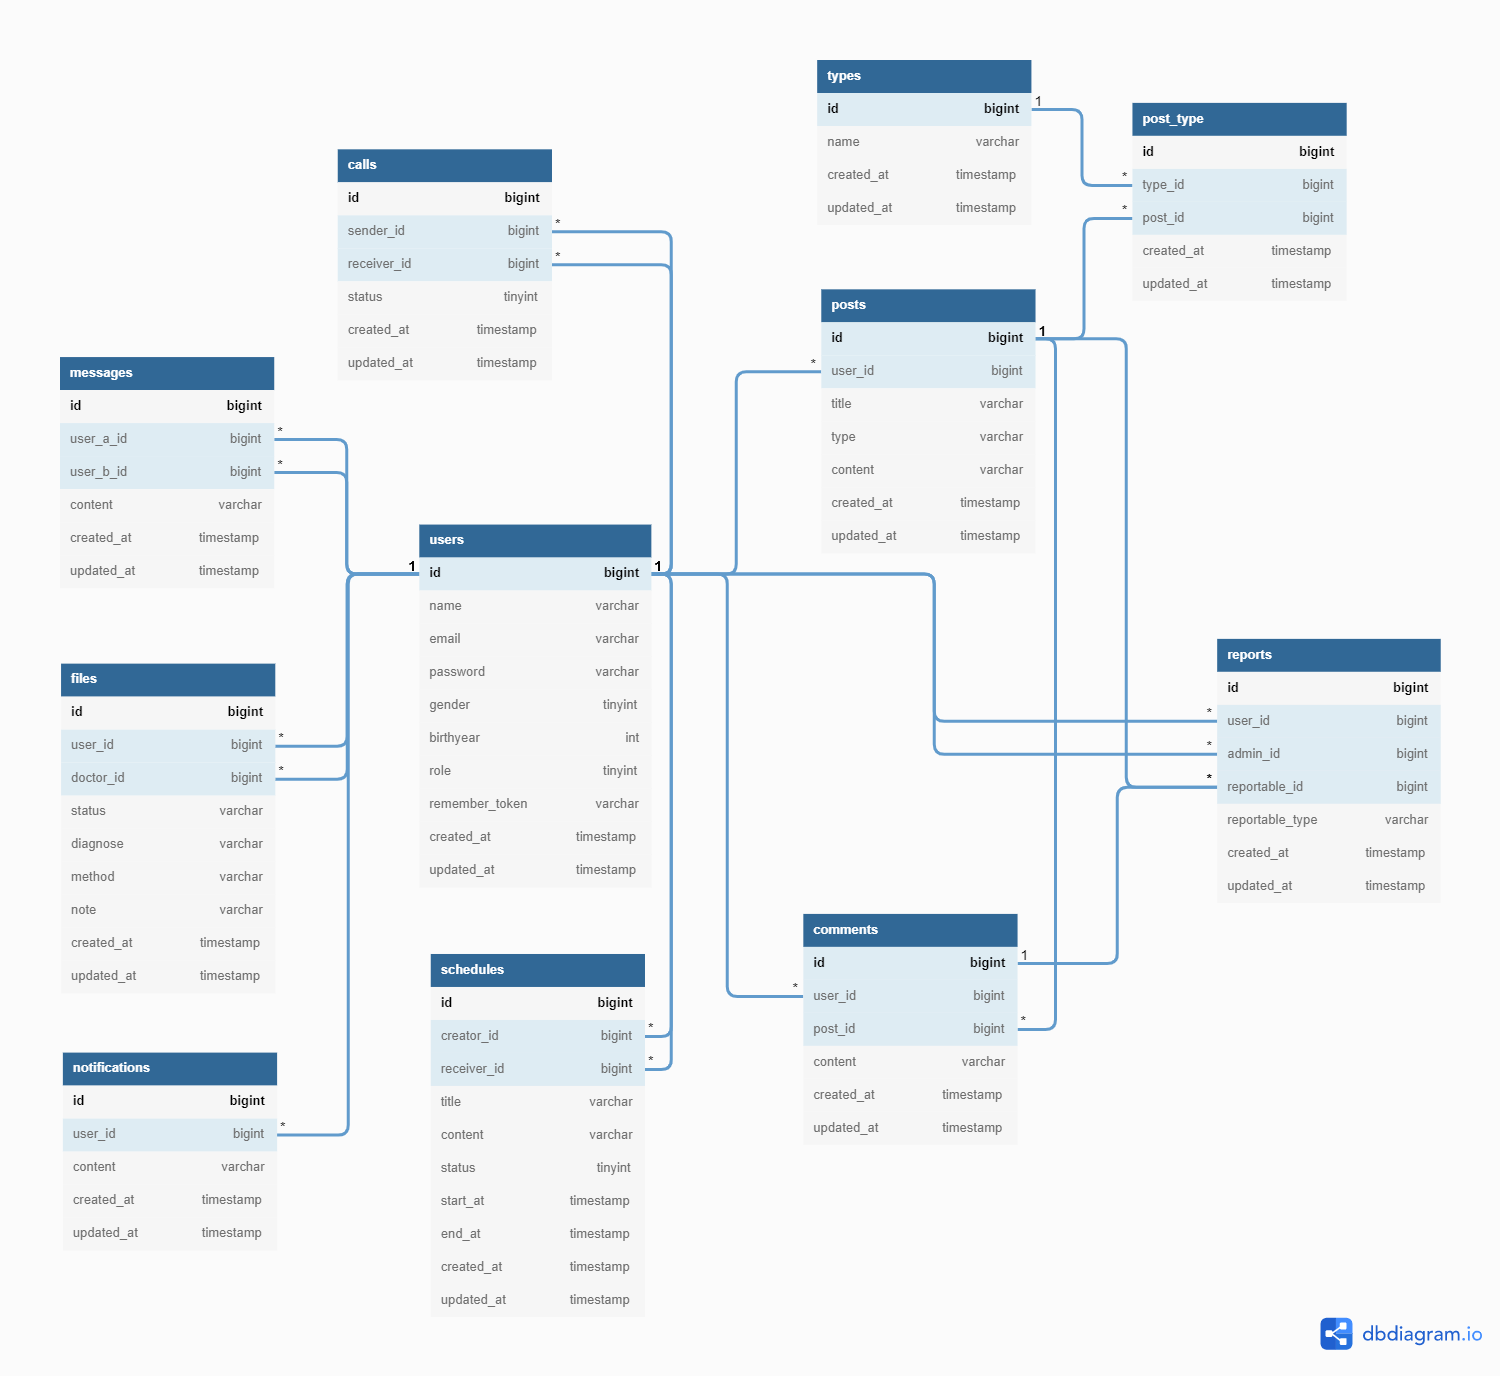 types
id bigint
name varchar
created_at timestamp
updated_at timestamp
1
post_type
id bigint
* type_id bigint
* post_id bigint
created_at timestamp
updated_at timestamp
calls
id bigint
sender_id bigint *
receiver_id bigint *
status tinyint
created_at timestamp
updated_at timestamp
posts
id bigint 1
* user_id bigint
title varchar
type varchar
content varchar
created_at timestamp
updated_at timestamp
messages
id bigint
user_a_id bigint *
user_b_id bigint *
content varchar
created_at timestamp
updated_at timestamp
users
1 id bigint 1
name varchar
email varchar
password varchar
gender tinyint
birthyear int
role tinyint
remember_token varchar
created_at timestamp
updated_at timestamp
reports
id bigint
* user_id bigint
* admin_id bigint
* reportable_id bigint
reportable_type varchar
created_at timestamp
updated_at timestamp
files
id bigint
user_id bigint *
doctor_id bigint *
status varchar
diagnose varchar
method varchar
note varchar
created_at timestamp
updated_at timestamp
comments
id bigint 1
* user_id bigint
post_id bigint *
content varchar
created_at timestamp
updated_at timestamp
schedules
id bigint
creator_id bigint *
receiver_id bigint *
title varchar
content varchar
status tinyint
start_at timestamp
end_at timestamp
created_at timestamp
updated_at timestamp
notifications
id bigint
user_id bigint *
content varchar
created_at timestamp
updated_at timestamp
dbdiagram.io